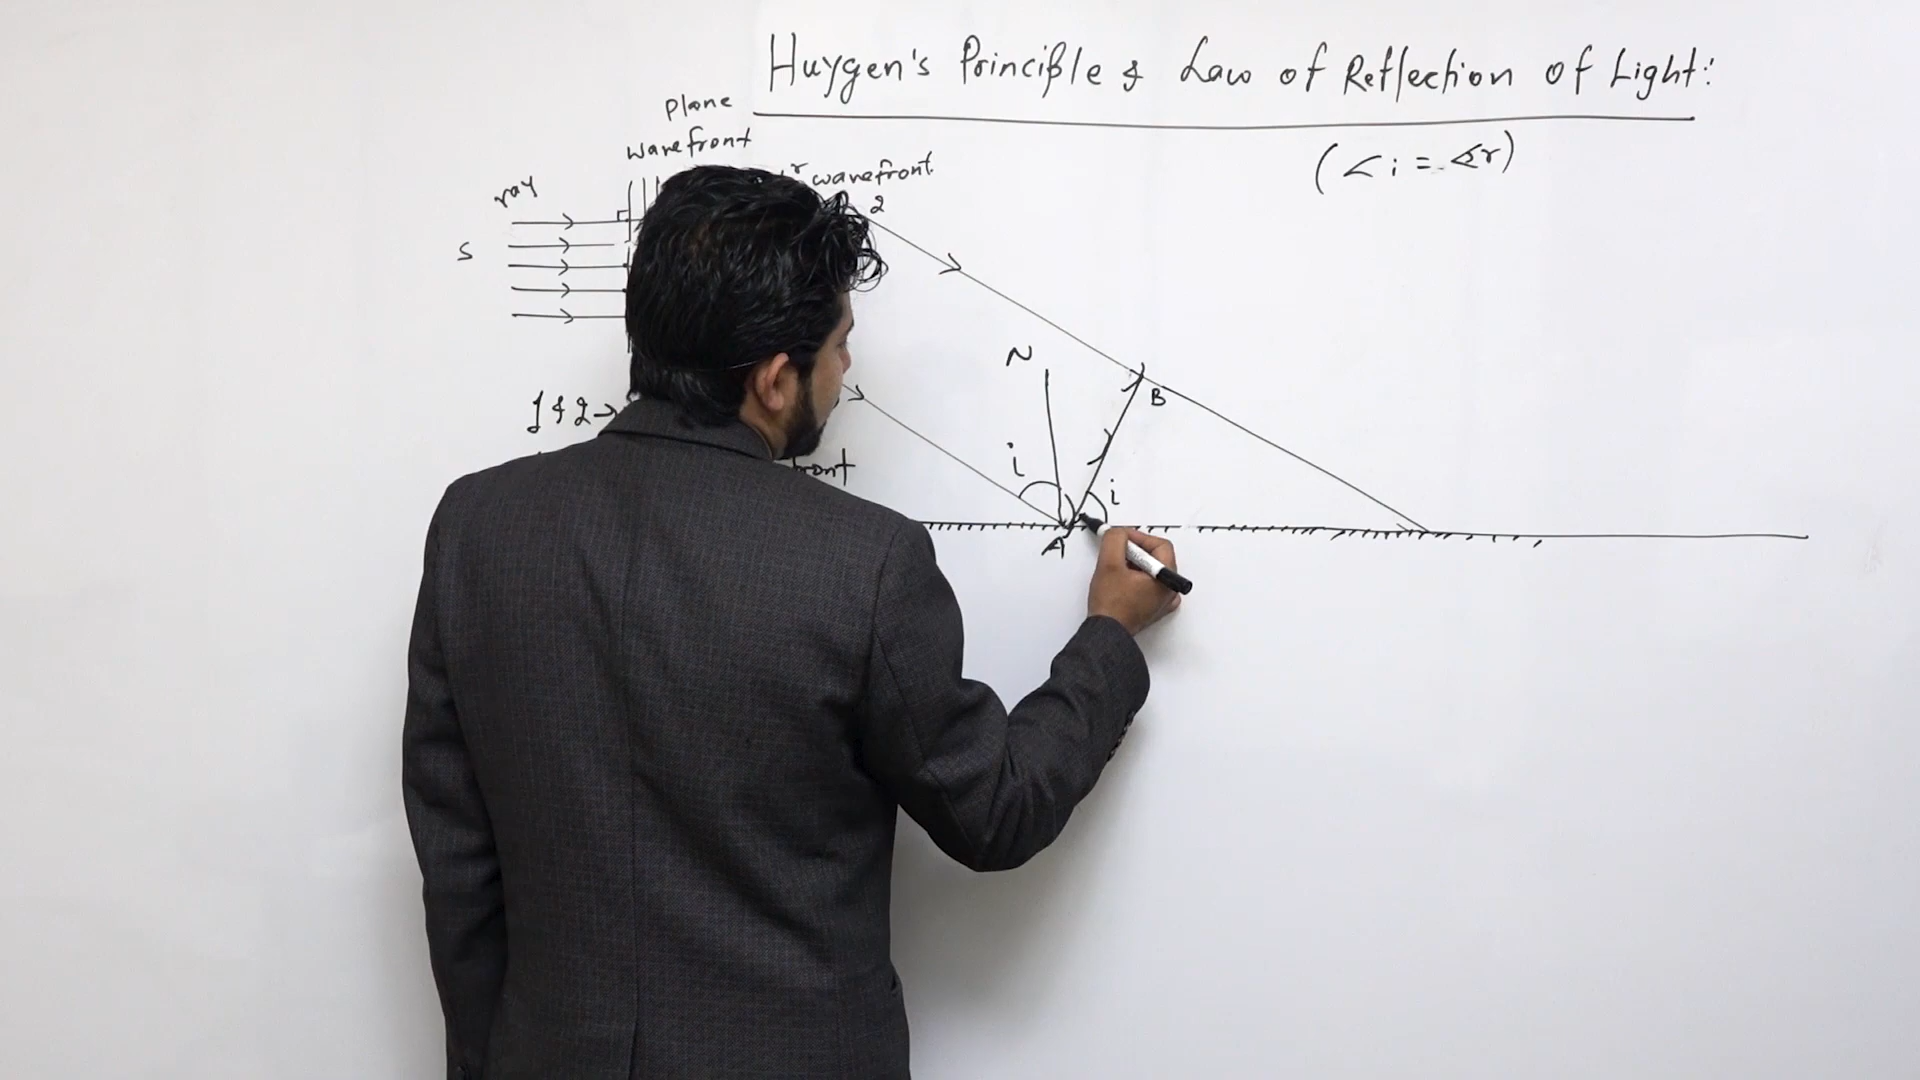 Huygen's Principle & Law of Reflection of Light:
(∠i = ∡r)
plane
wavefront
ray
r wavefront.
2
S
N
B
1 & 2 →
i
i
front
A